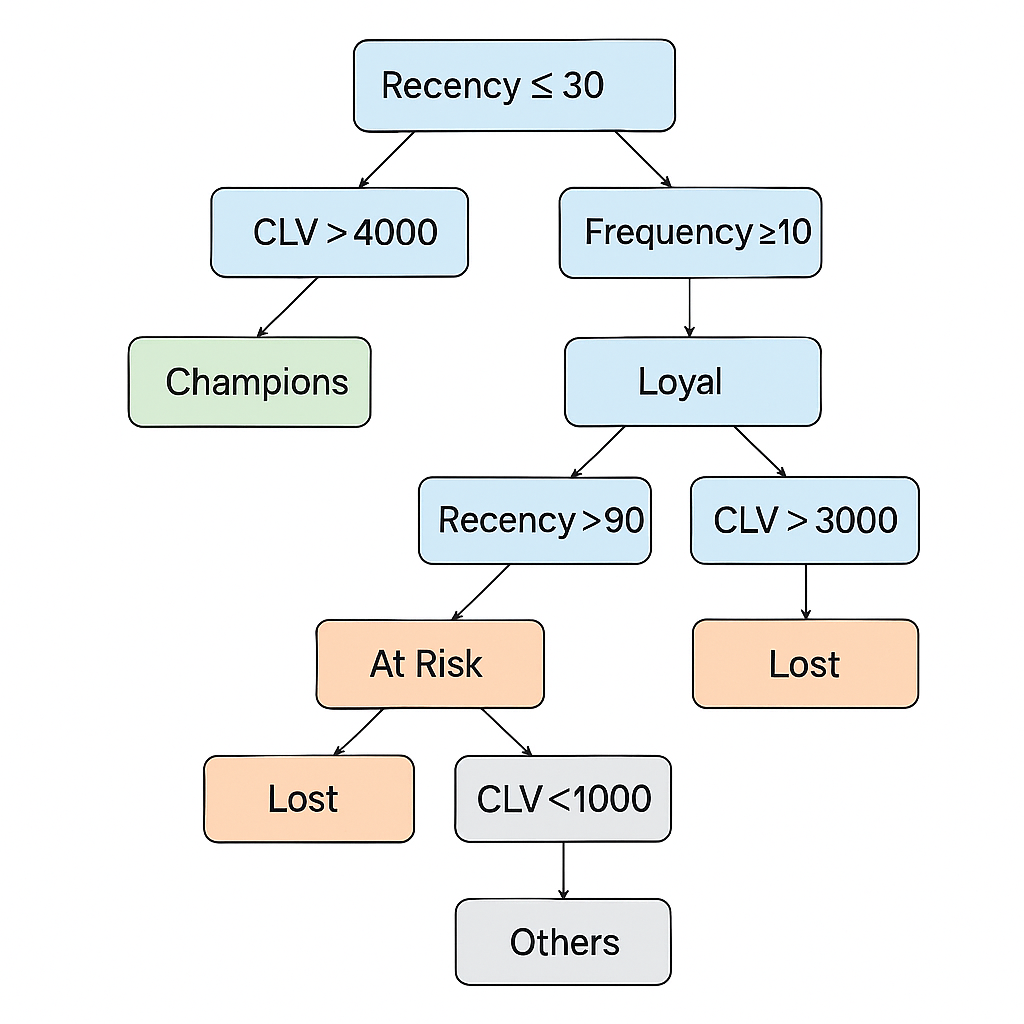 Recency ≤ 30
CLV > 4000
Frequency ≥10
Champions
Loyal
Recency >90
CLV > 3000
At Risk
Lost
Lost
CLV <1000
Others